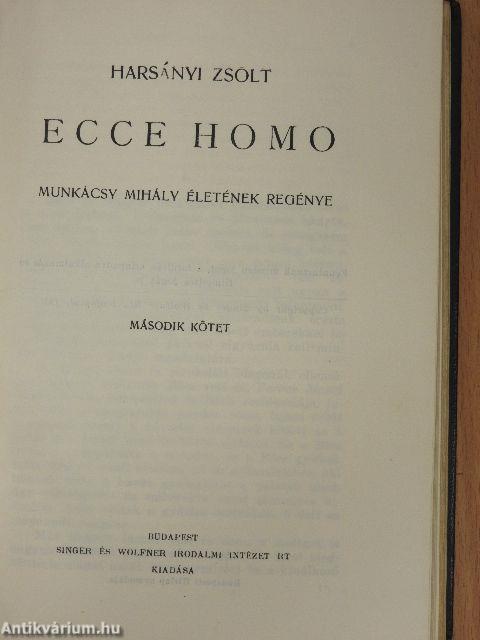 HARSÁNYI ZSOLT
ECCE HOMO
MUNKÁCSY MIHÁLY ÉLETÉNEK REGÉNYE
MÁSODIK KÖTET
BUDAPEST
SINGER ÉS WOLFNER IRODALMI INTÉZET RT
KIADÁSA
Antikvárium.hu